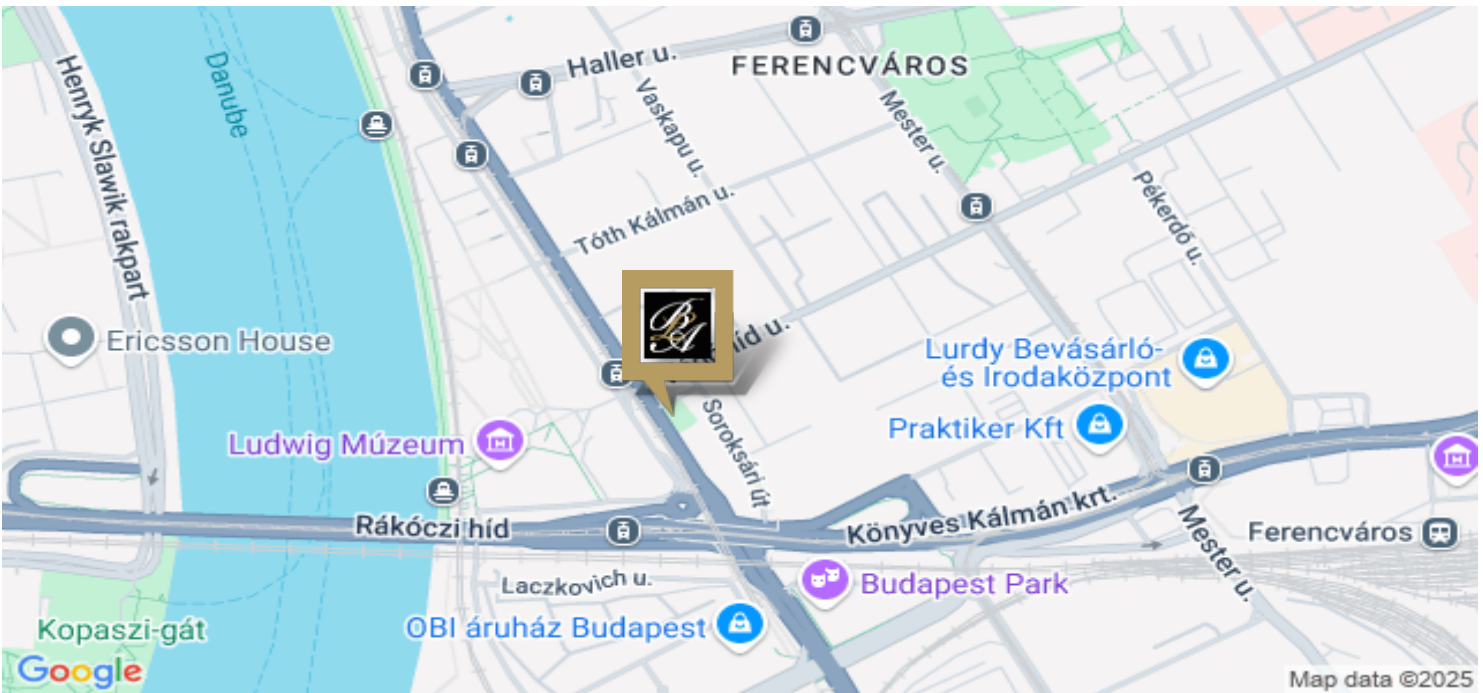 Haller u.
FERENCVÁROS
Danube
Henryk Slawik rakpart
Vaskapu u.
Mester u.
Pékerdő u.
Tóth Kálmán u.
Ericsson House
híd u.
Lurdy Bevásárló-
és Irodaközpont
Praktiker Kft
Ludwig Múzeum
Soroksári út
Rákóczi híd
Könyves Kálmán krt.
Mester u.
Ferencváros
Laczkovich u.
Budapest Park
OBI áruház Budapest
Kopaszi-gát
Google
Map data ©2025